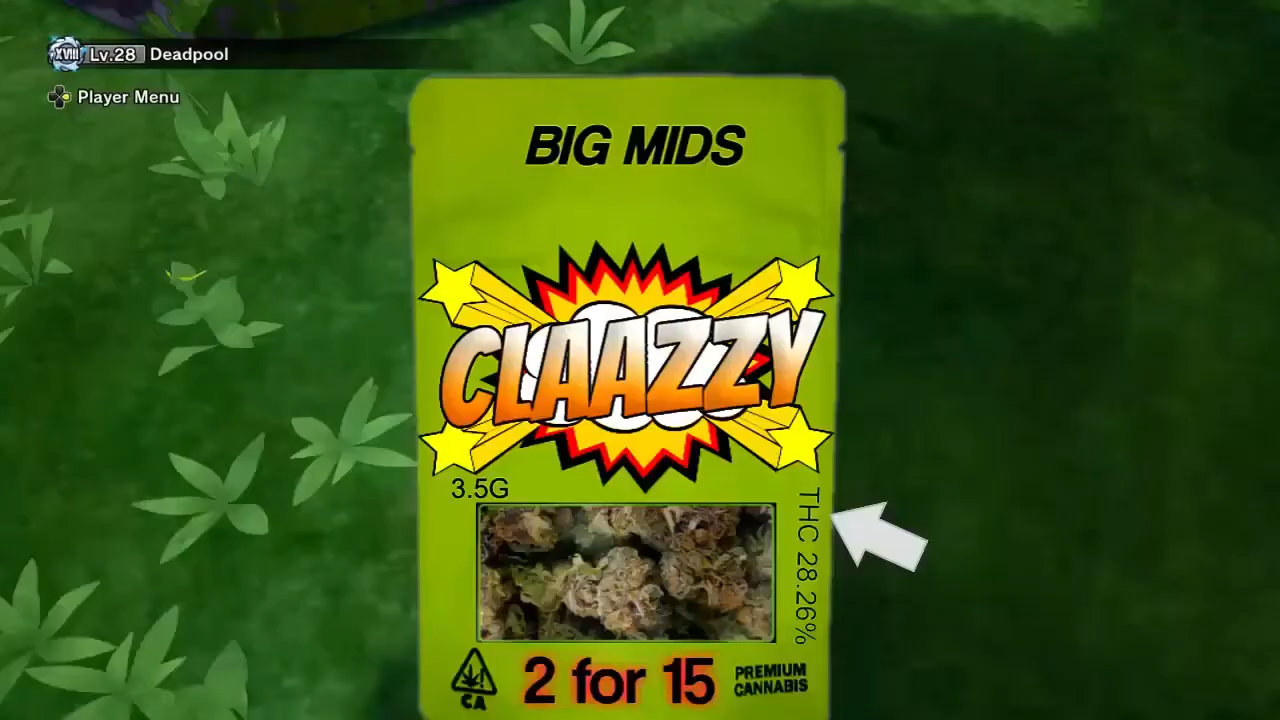 XVIII Lv.28 Deadpool
Player Menu
BIG MIDS
CLAAZZY
3.5G
THC 28.26%
CA
2 for 15
PREMIUM
CANNABIS